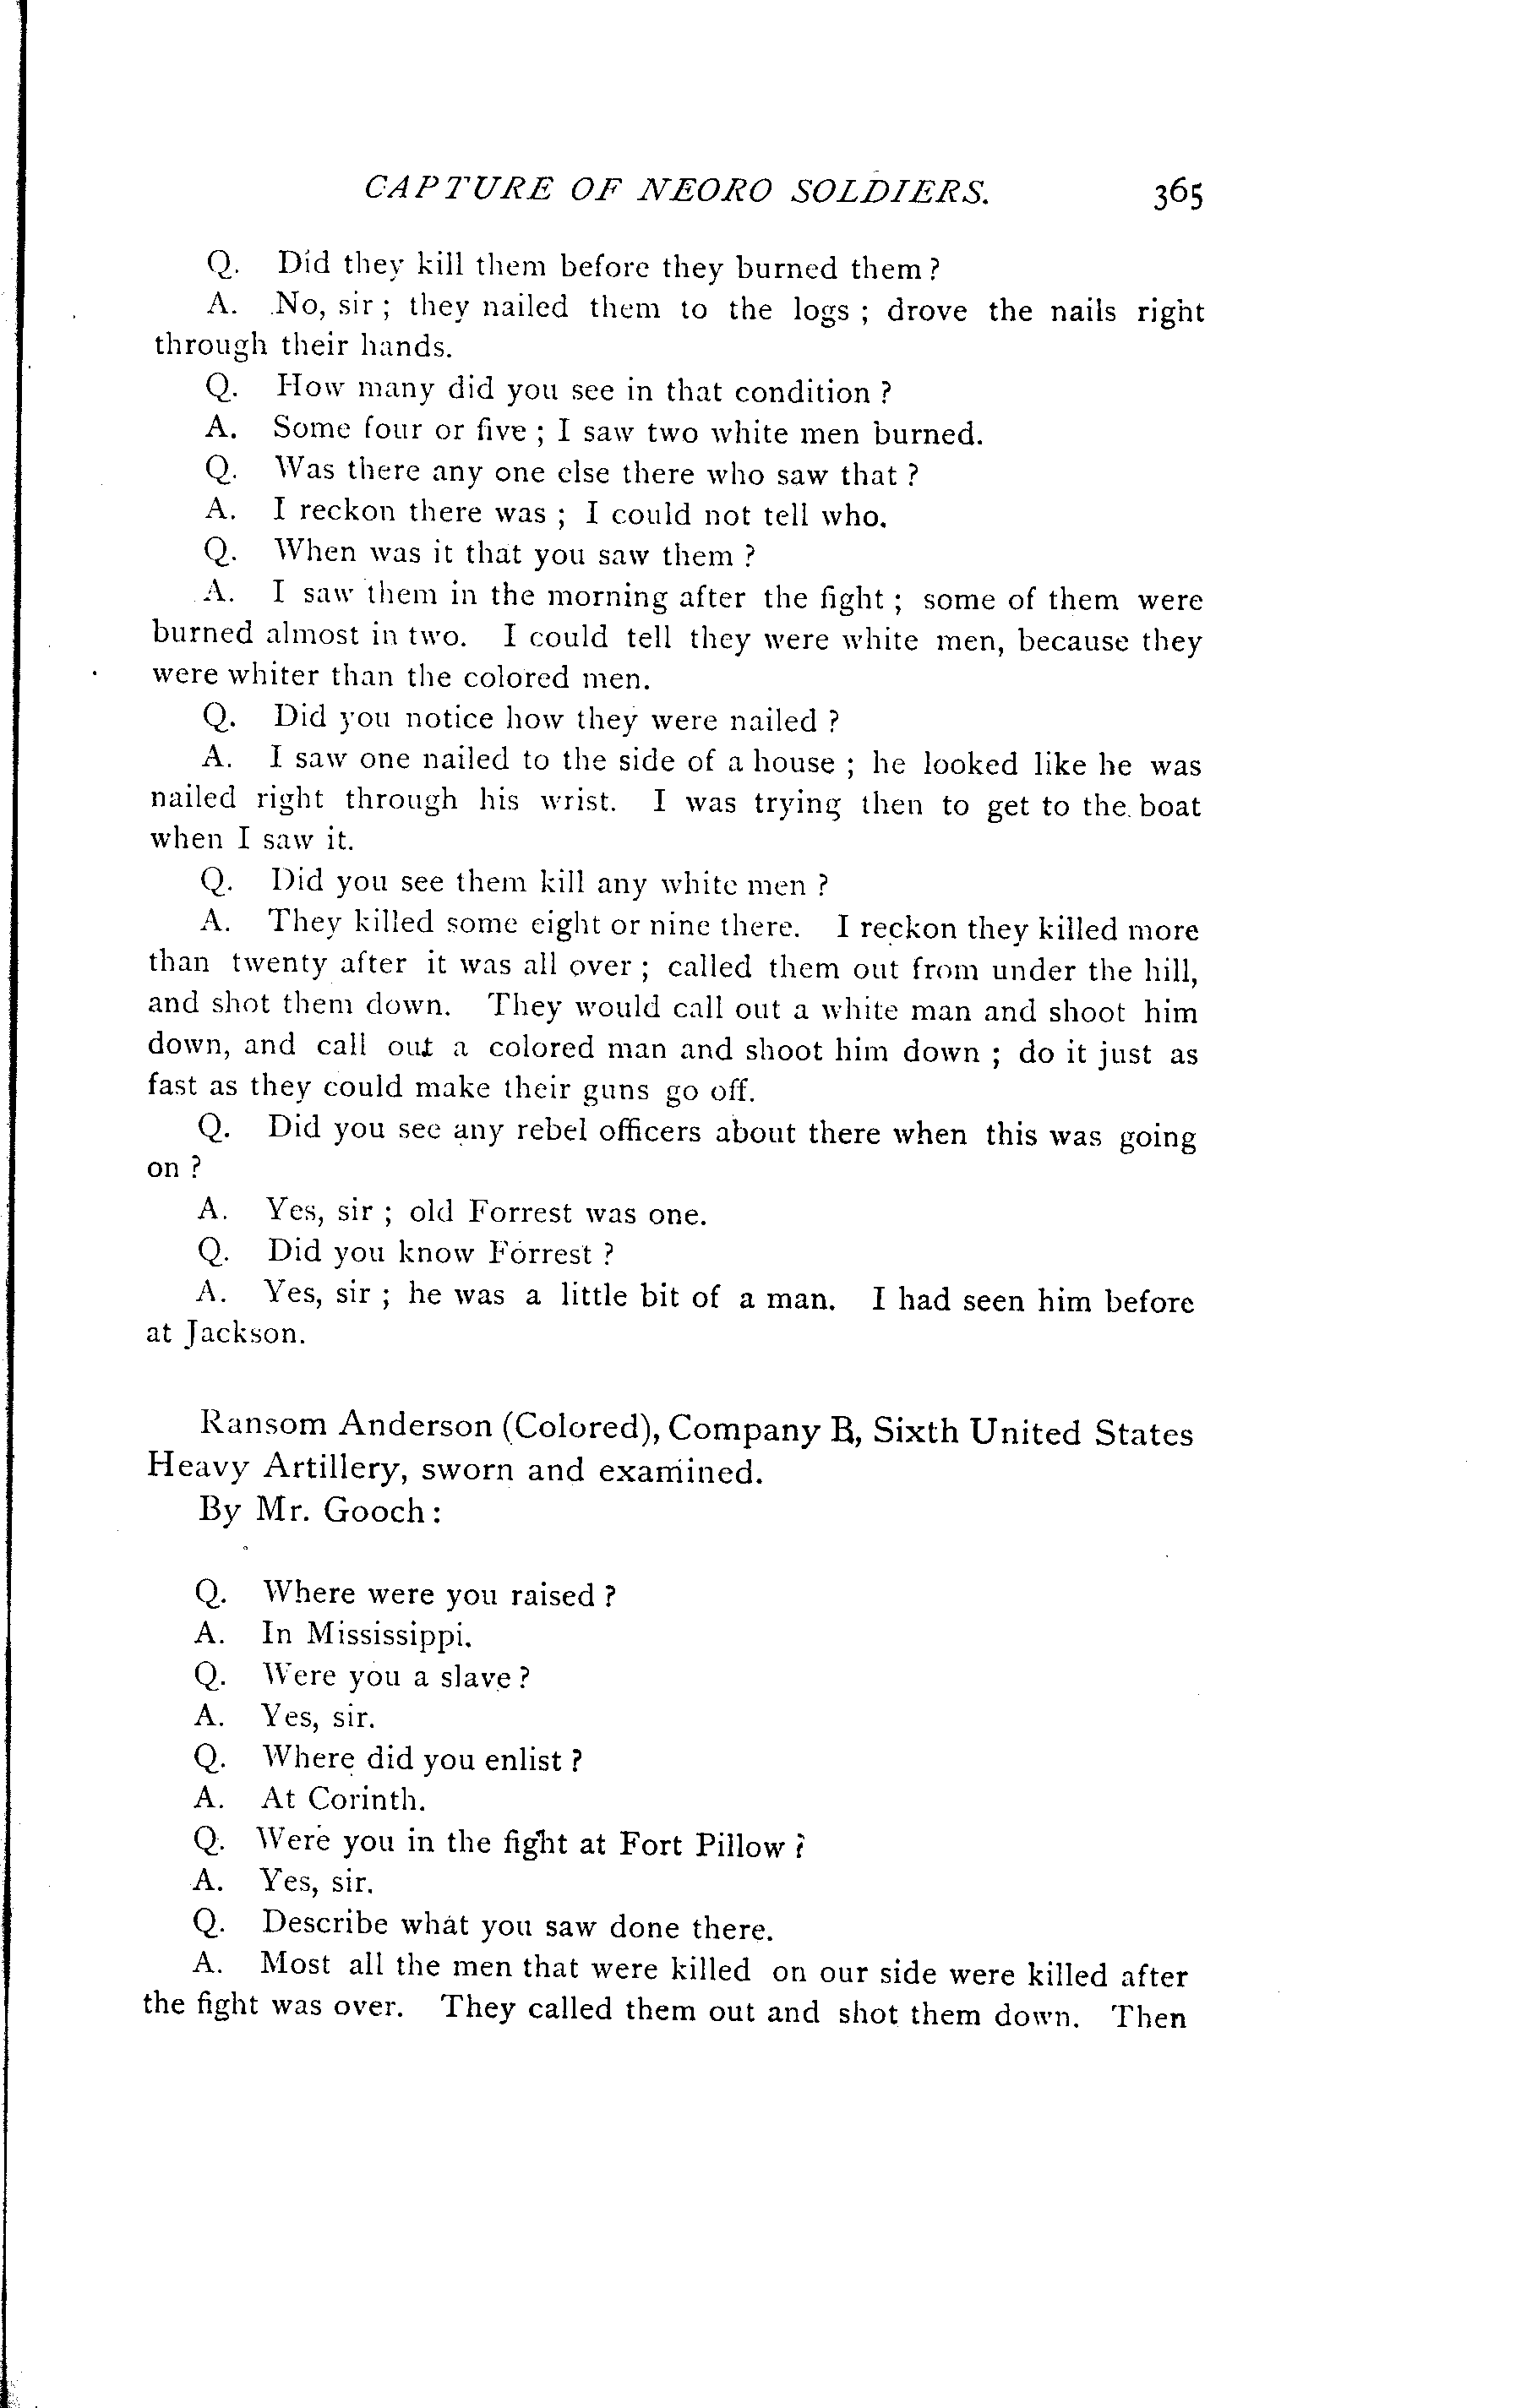 CAPTURE OF NEORO SOLDIERS. 365
Q. Did they kill them before they burned them?
A. No, sir; they nailed them to the logs; drove the nails right
through their hands.
Q. How many did you see in that condition?
A. Some four or five; I saw two white men burned.
Q. Was there any one else there who saw that?
A. I reckon there was; I could not tell who.
Q. When was it that you saw them?
A. I saw them in the morning after the fight; some of them were
burned almost in two. I could tell they were white men, because they
were whiter than the colored men.
Q. Did you notice how they were nailed?
A. I saw one nailed to the side of a house; he looked like he was
nailed right through his wrist. I was trying then to get to the boat
when I saw it.
Q. Did you see them kill any white men?
A. They killed some eight or nine there. I reckon they killed more
than twenty after it was all over; called them out from under the hill,
and shot them down. They would call out a white man and shoot him
down, and call out a colored man and shoot him down; do it just as
fast as they could make their guns go off.
Q. Did you see any rebel officers about there when this was going
on?
A. Yes, sir; old Forrest was one.
Q. Did you know Forrest?
A. Yes, sir; he was a little bit of a man. I had seen him before
at Jackson.
Ransom Anderson (Colored), Company B, Sixth United States
Heavy Artillery, sworn and examined.
By Mr. Gooch:
Q. Where were you raised?
A. In Mississippi.
Q. Were you a slave?
A. Yes, sir.
Q. Where did you enlist?
A. At Corinth.
Q. Were you in the fight at Fort Pillow?
A. Yes, sir.
Q. Describe what you saw done there.
A. Most all the men that were killed on our side were killed after
the fight was over. They called them out and shot them down. Then